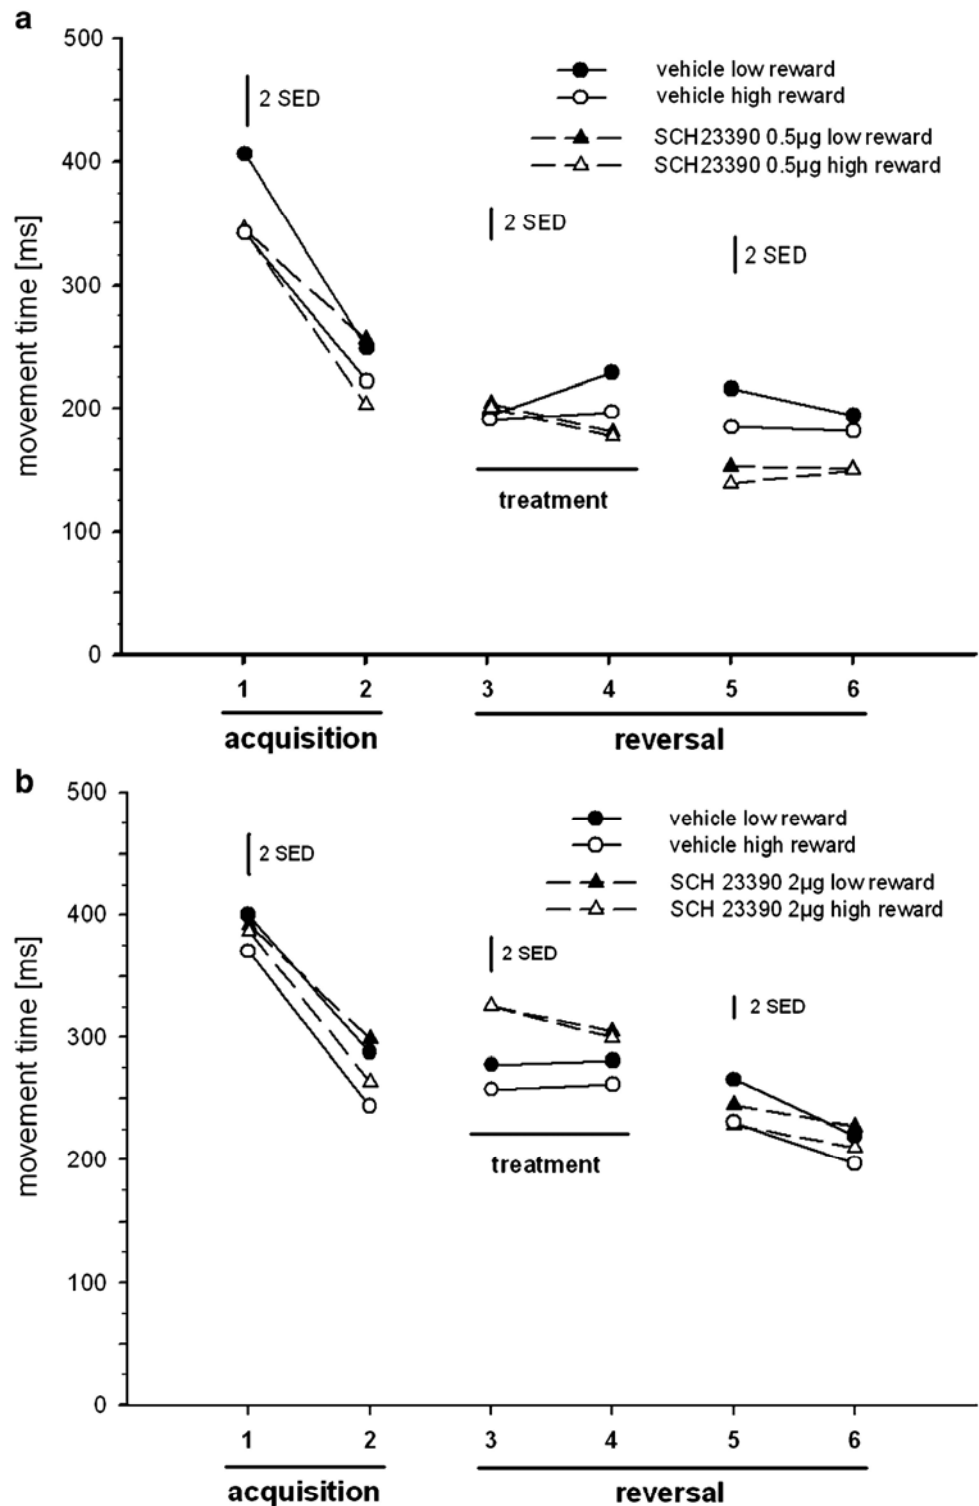 a
500
400
300
200
100
0
movement time [ms]
2 SED
vehicle low reward
vehicle high reward
SCH23390 0.5µg low reward
SCH23390 0.5µg high reward
2 SED
2 SED
treatment
1 2 3 4 5 6
acquisition reversal
b
500
400
300
200
100
0
movement time [ms]
2 SED
vehicle low reward
vehicle high reward
SCH 23390 2µg low reward
SCH 23390 2µg high reward
2 SED
2 SED
treatment
1 2 3 4 5 6
acquisition reversal